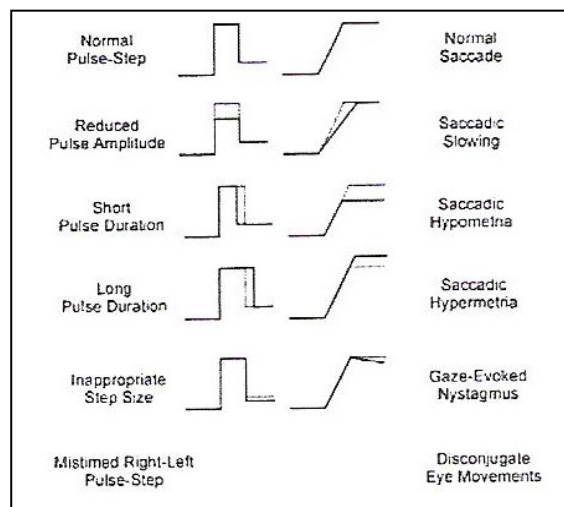 Normal
Pulse-Step
Normal
Saccade
Reduced
Pulse Amplitude
Saccadic
Slowing
Short
Pulse Duration
Saccadic
Hypometria
Long
Pulse Duration
Saccadic
Hypermetria
Inappropriate
Step Size
Gaze-Evoked
Nystagmus
Mistimed Right-Left
Pulse-Step
Disconjugate
Eye Movements